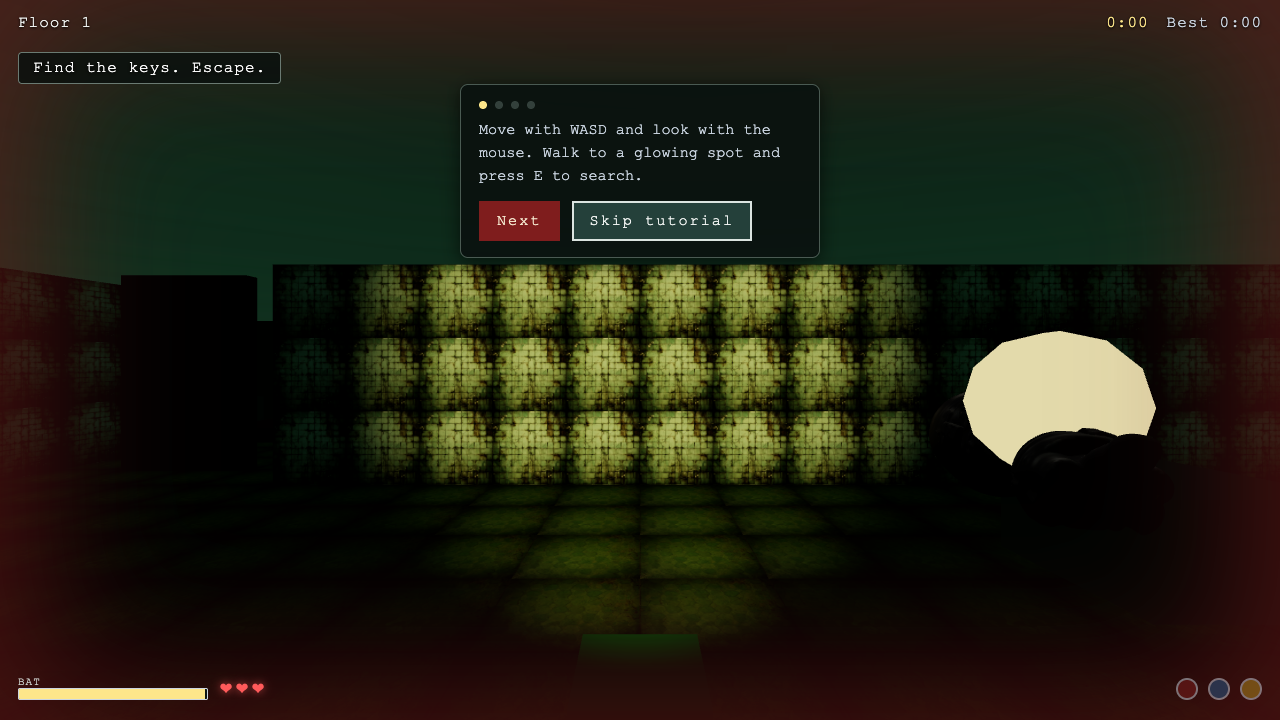 Floor 1
0:00 Best 0:00
Find the keys. Escape.
Move with WASD and look with the
mouse. Walk to a glowing spot and
press E to search.
Next
Skip tutorial
BAT